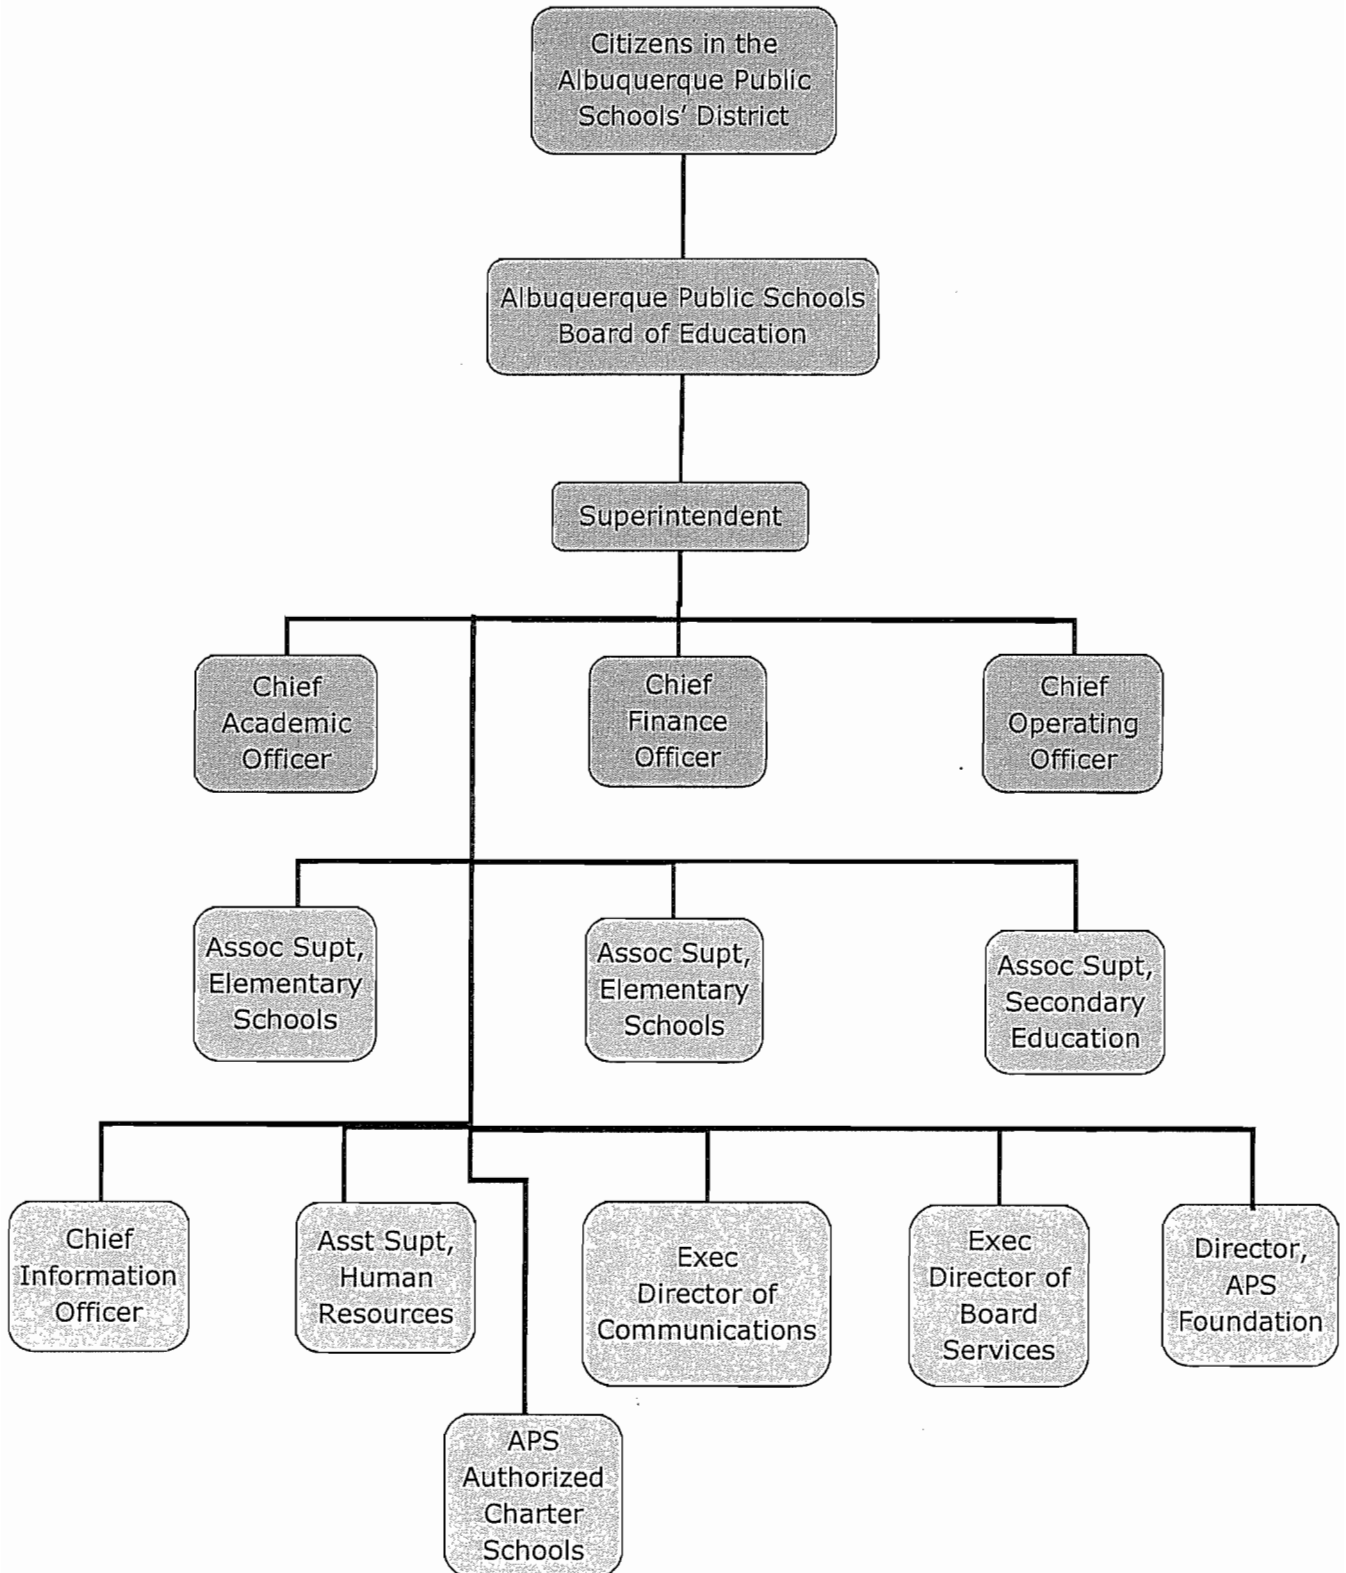 Citizens in the
Albuquerque Public
Schools' District
Albuquerque Public Schools
Board of Education
Superintendent
Chief
Academic
Officer
Chief
Finance
Officer
Chief
Operating
Officer
Assoc Supt,
Elementary
Schools
Assoc Supt,
Elementary
Schools
Assoc Supt,
Secondary
Education
Chief
Information
Officer
Asst Supt,
Human
Resources
Exec
Director of
Communications
Exec
Director of
Board
Services
Director,
APS
Foundation
APS
Authorized
Charter
Schools